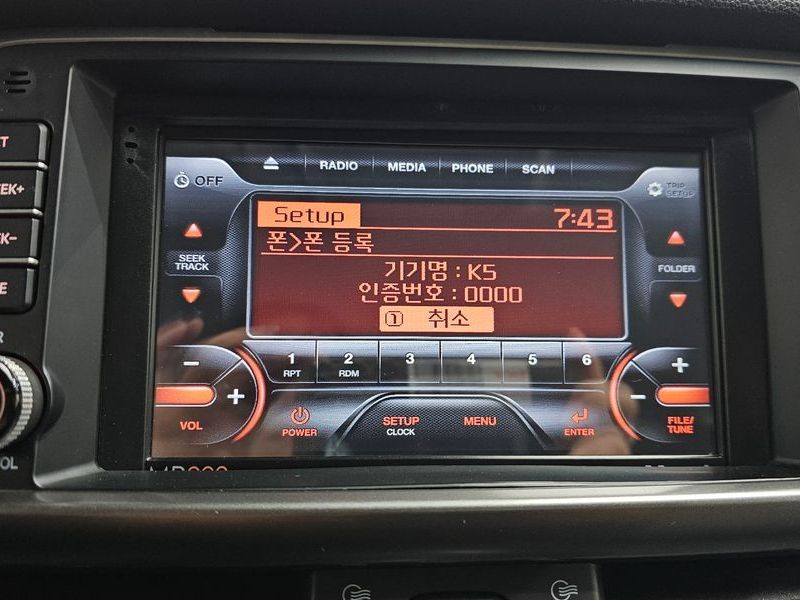 RADIO MEDIA PHONE SCAN
OFF
TRIP
SETUP
Setup 7:43
폰>폰 등록
SEEK
TRACK
FOLDER
기기명 : K5
인증번호 : 0000
① 취소
1 2 3 4 5 6
RPT RDM
− + + −
VOL
POWER
SETUP
CLOCK
MENU
ENTER
FILE/
TUNE